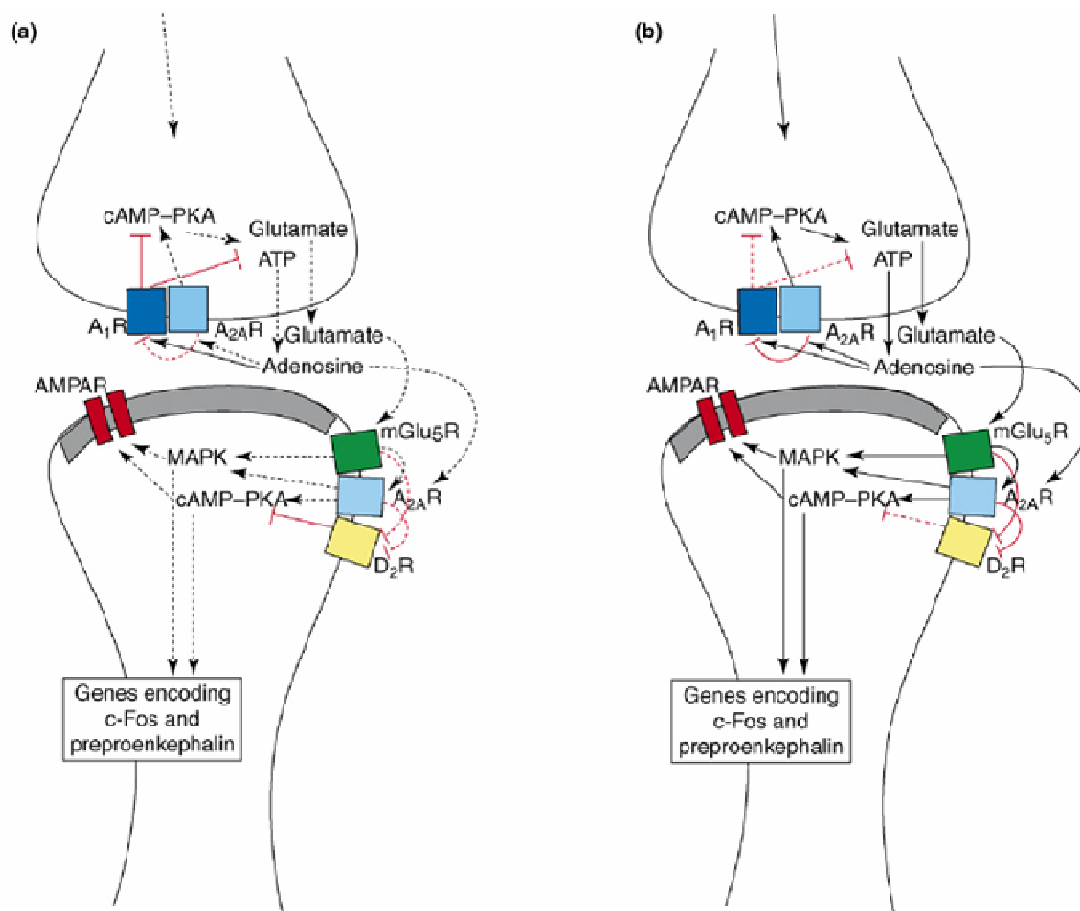 (a)
cAMP–PKA
Glutamate
ATP
A1R
A2AR
Glutamate
Adenosine
AMPAR
mGlu5R
MAPK
cAMP–PKA
A2AR
D2R
Genes encoding
c-Fos and
preproenkephalin
(b)
cAMP–PKA
Glutamate
ATP
A1R
A2AR
Glutamate
Adenosine
AMPAR
mGlu5R
MAPK
cAMP–PKA
A2AR
D2R
Genes encoding
c-Fos and
preproenkephalin